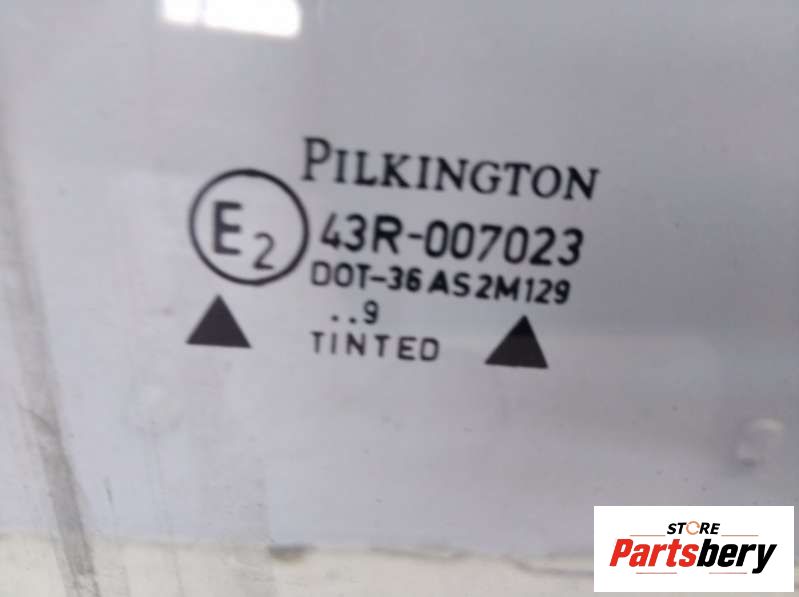 PILKINGTON
E2
43R-007023
DOT-36 AS2M129
..9
TINTED
STORE
Partsbery